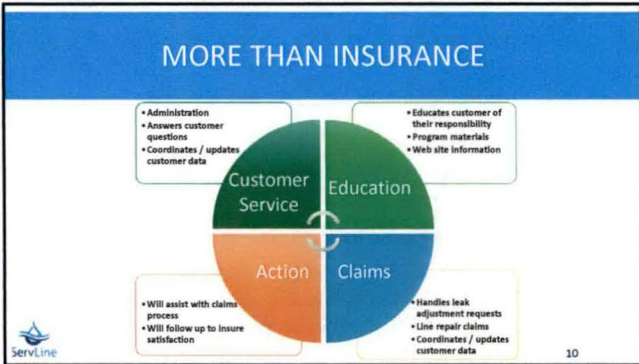 MORE THAN INSURANCE
• Administration
• Answers customer
questions
• Coordinates / updates
customer data
• Educates customer of
their responsibility
• Program materials
• Web site information
Customer
Service
Education
Action
Claims
• Will assist with claims
process
• Will follow up to insure
satisfaction
• Handles leak
adjustment requests
• Line repair claims
• Coordinates / updates
customer data
ServLine
10